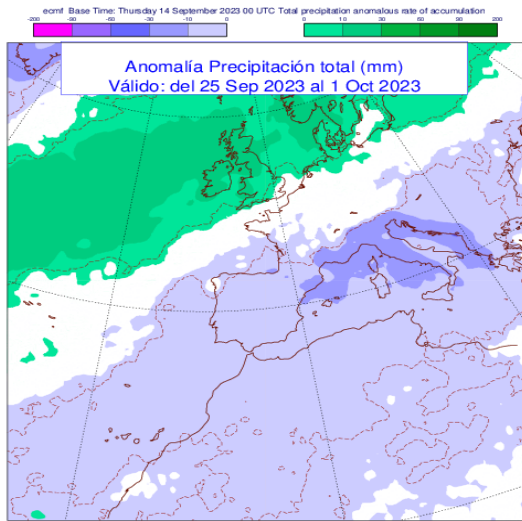 ecmf Base Time: Thursday 14 September 2023 00 UTC Total precipitation anomalous rate of accumulation
-200 -90 -60 -30 -10 0 0 10 30 60 90 200
Anomalía Precipitación total (mm)
Válido: del 25 Sep 2023 al 1 Oct 2023